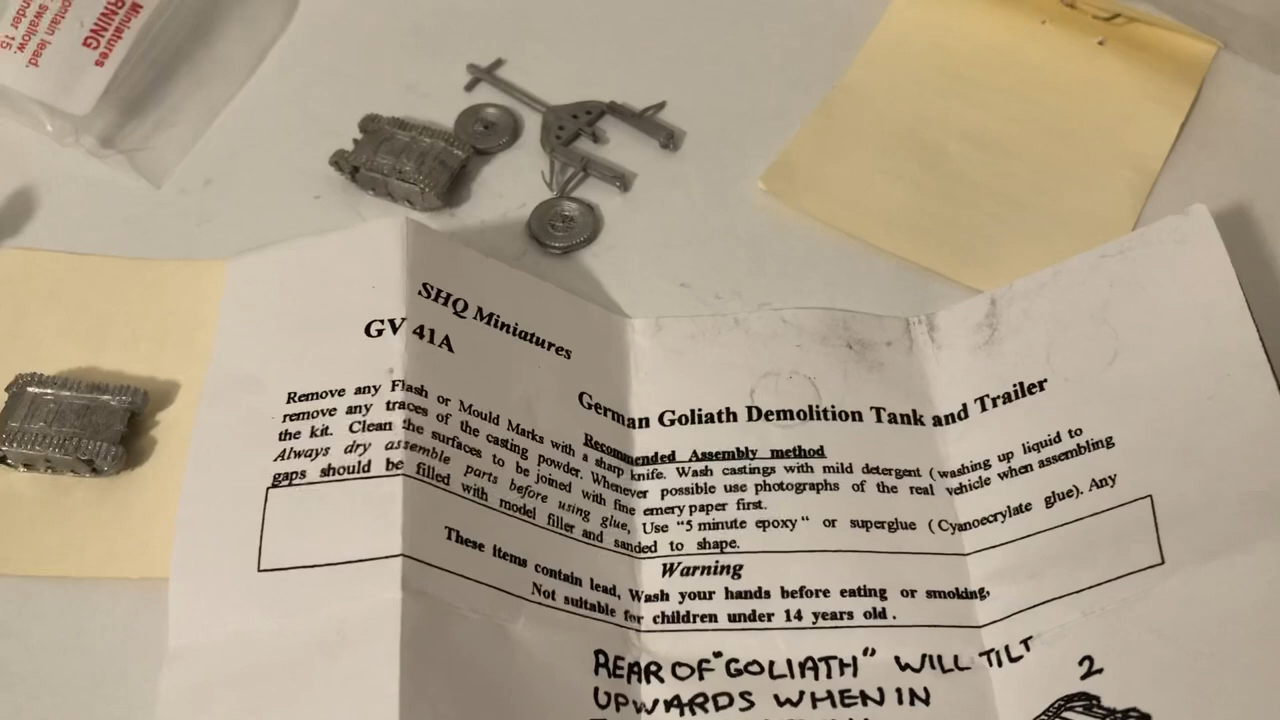 Miniatures
RNING
ontain lead.
swallow.
nder 15
SHQ Miniatures
GV 41A
German Goliath Demolition Tank and Trailer
Recommended Assembly method
Remove any Flash or Mould Marks with a sharp knife. Wash castings with mild detergent ( washing up liquid to
remove any traces of the casting powder. Whenever possible use photographs of the real vehicle when assembling
the kit. Clean the surfaces to be joined with fine emery paper first.
Always dry assemble parts before using glue, Use "5 minute epoxy" or superglue ( Cyanoecrylate glue). Any
gaps should be filled with model filler and sanded to shape.
Warning
These items contain lead, Wash your hands before eating or smoking,
Not suitable for children under 14 years old.
REAR OF "GOLIATH" WILL TILT
UPWARDS WHEN IN
2